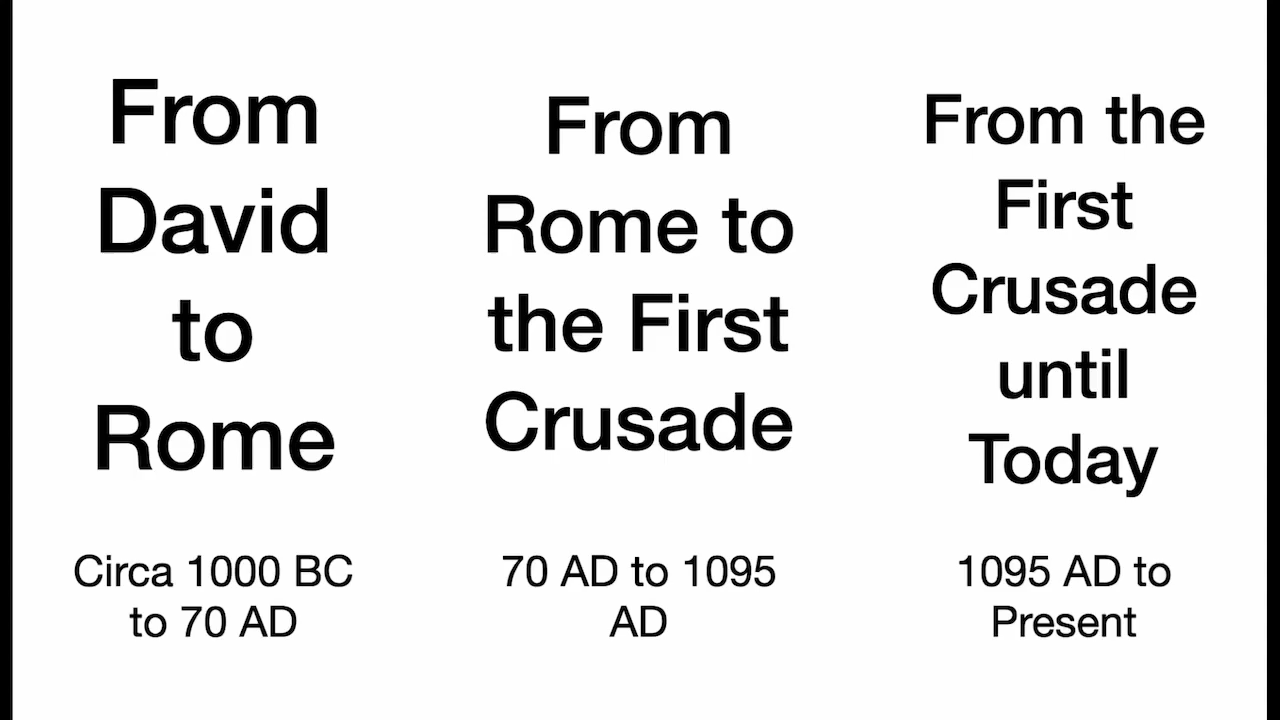 From
David
to
Rome
Circa 1000 BC
to 70 AD
From
Rome to
the First
Crusade
70 AD to 1095
AD
From the
First
Crusade
until
Today
1095 AD to
Present